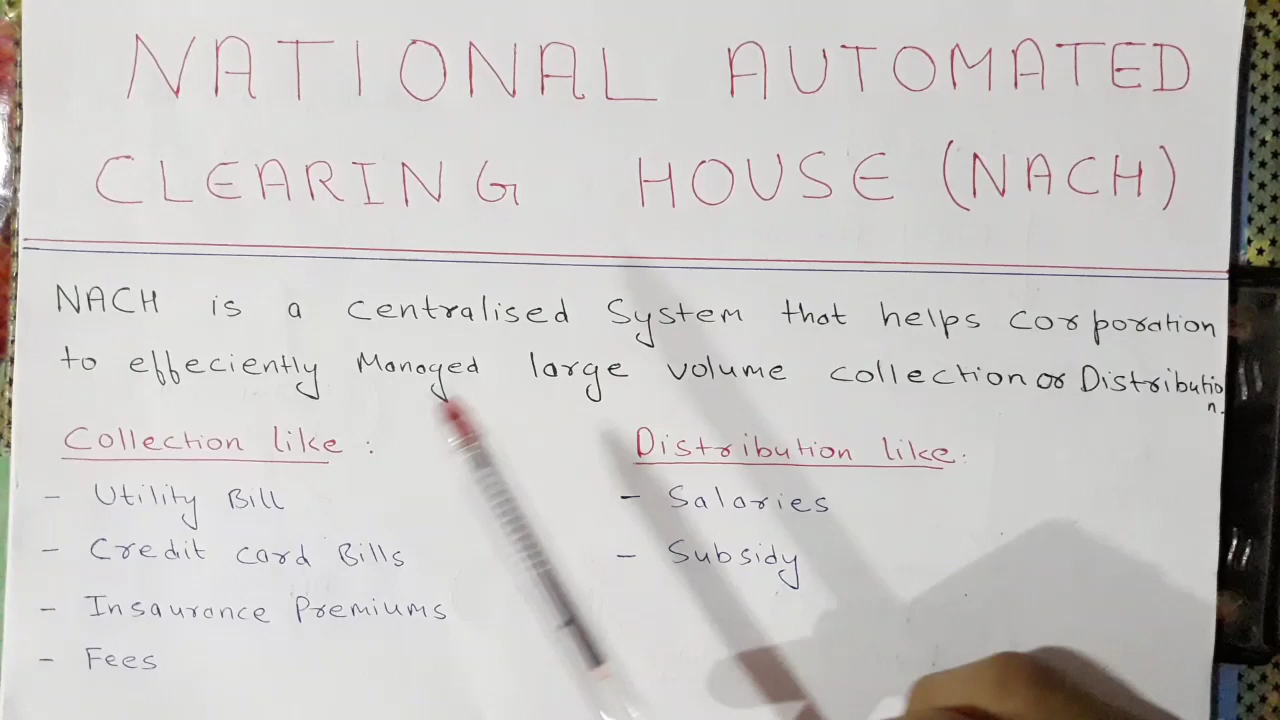 NATIONAL AUTOMATED
CLEARING HOUSE (NACH)
NACH is a centralised System that helps corporation
to effeciently Managed large volume collection or Distribution.
Collection like :
- Utility Bill
- Credit card Bills
- Insaurance Premiums
- Fees
Distribution like:
- Salaries
- Subsidy